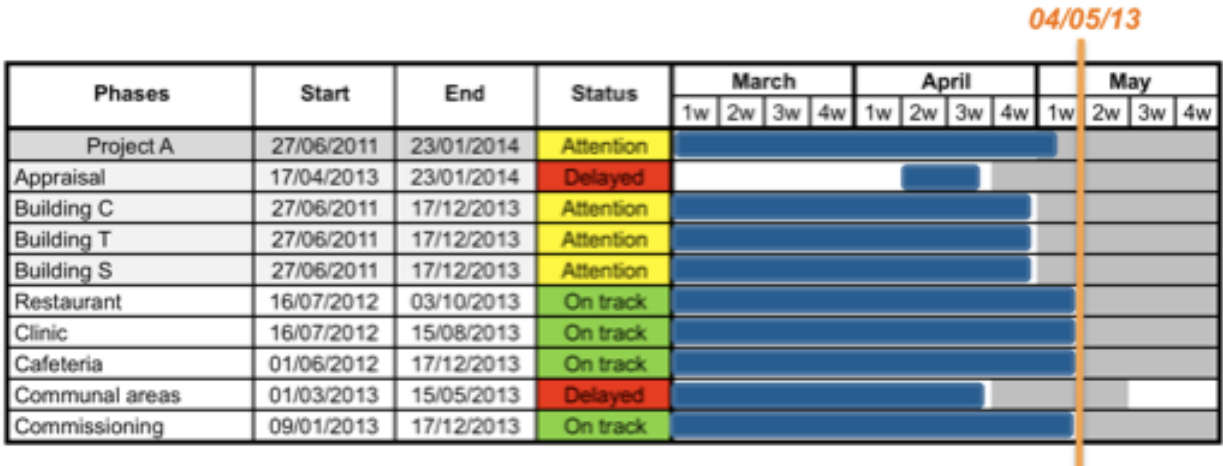 04/05/13
Phases Start End Status March April May
1w 2w 3w 4w 1w 2w 3w 4w 1w 2w 3w 4w
Project A 27/06/2011 23/01/2014 Attention
Appraisal 17/04/2013 23/01/2014 Delayed
Building C 27/06/2011 17/12/2013 Attention
Building T 27/06/2011 17/12/2013 Attention
Building S 27/06/2011 17/12/2013 Attention
Restaurant 16/07/2012 03/10/2013 On track
Clinic 16/07/2012 15/08/2013 On track
Cafeteria 01/06/2012 17/12/2013 On track
Communal areas 01/03/2013 15/05/2013 Delayed
Commissioning 09/01/2013 17/12/2013 On track